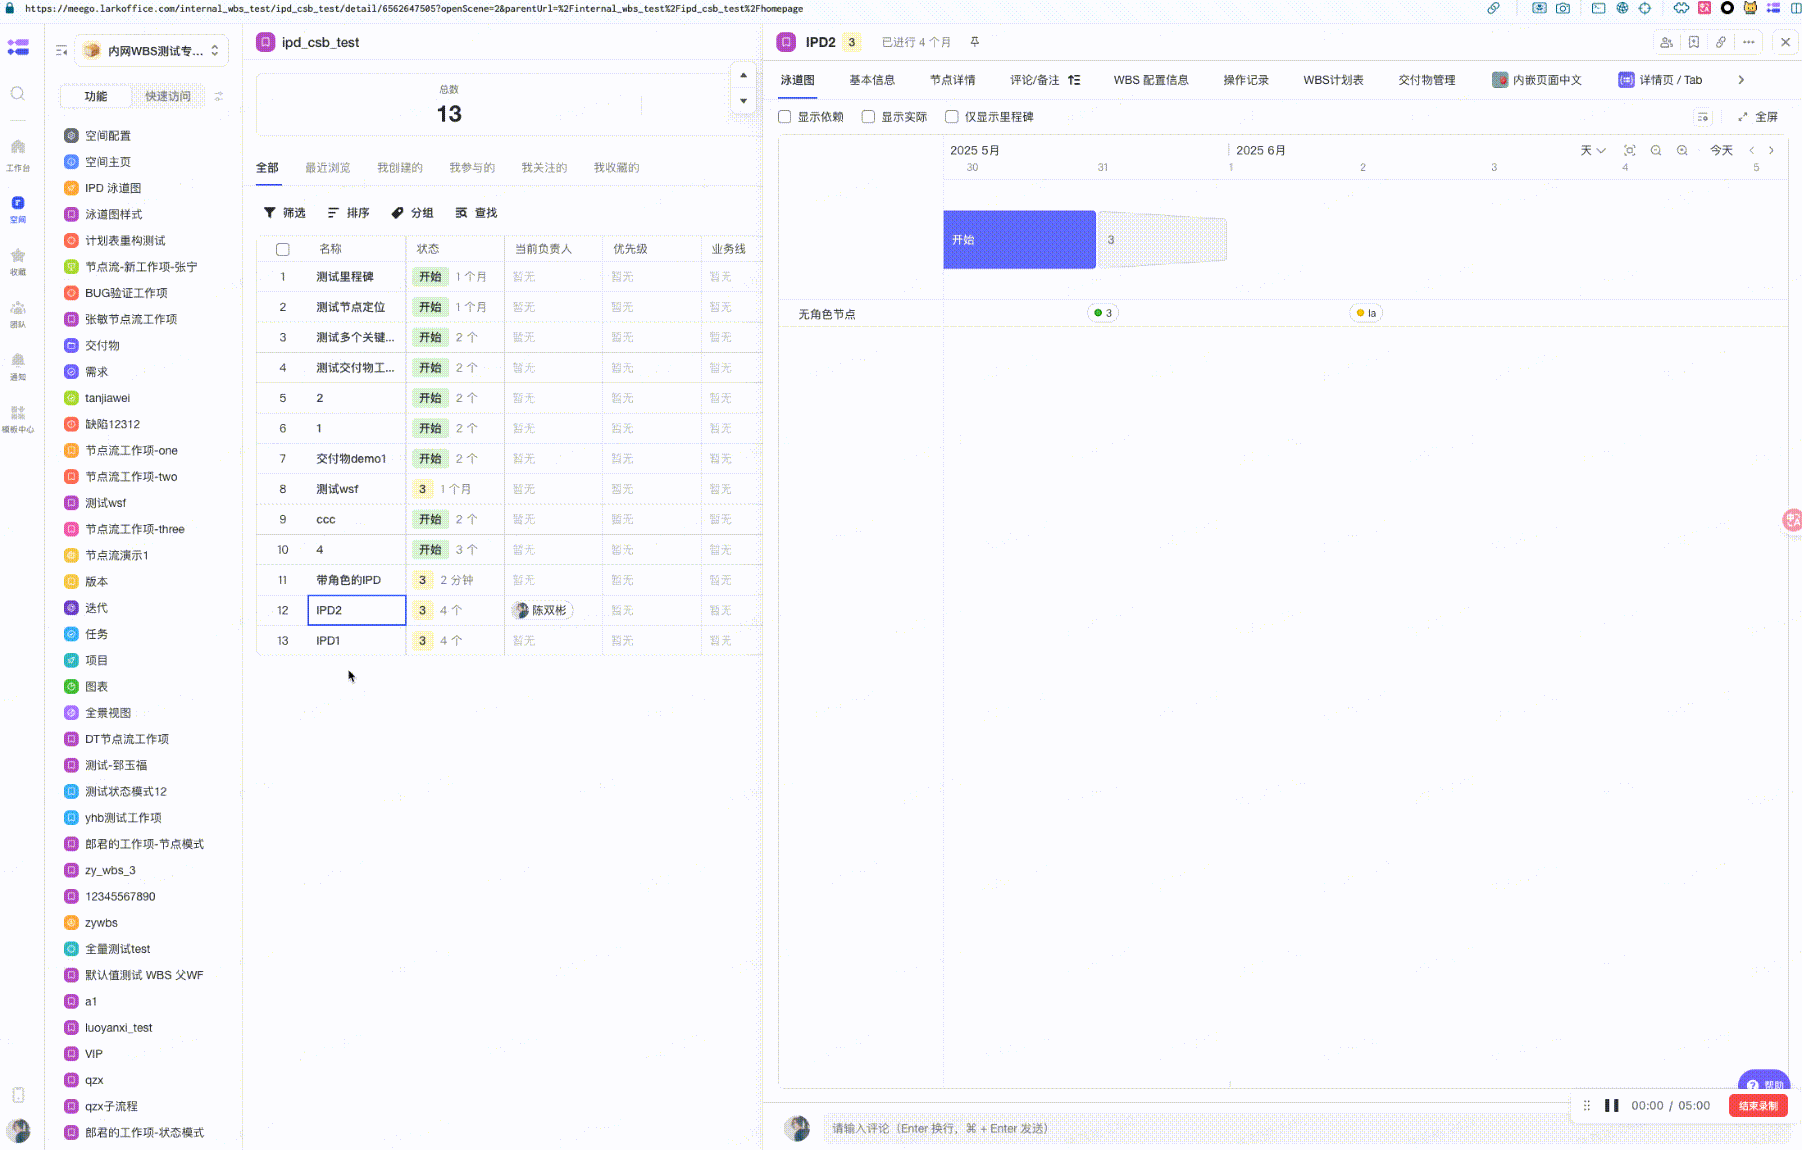 https://meego.larkoffice.com/internal_wbs_test/ipd_csb_test/detail/6562647505?openScene=2&parentUrl=%2Finternal_wbs_test%2Fipd_csb_test%2Fhomepage
内网WBS测试专...
功能
快速访问
工作台
空间
收藏
团队
通知
模板中心
空间配置
空间主页
IPD 泳道图
泳道图样式
计划表重构测试
节点流-新工作项-张宁
BUG验证工作项
张敏节点流工作项
交付物
需求
tanjiawei
缺陷12312
节点流工作项-one
节点流工作项-two
测试wsf
节点流工作项-three
节点流演示1
版本
迭代
任务
项目
图表
全景视图
DT节点流工作项
测试-郅玉福
测试状态模式12
yhb测试工作项
郎君的工作项-节点模式
zy_wbs_3
12345567890
zywbs
全量测试test
默认值测试 WBS 父WF
a1
luoyanxi_test
VIP
qzx
qzx子流程
郎君的工作项-状态模式
ipd_csb_test
总数
13
全部 最近浏览 我创建的 我参与的 我关注的 我收藏的
筛选 排序 分组 查找
名称 状态 当前负责人 优先级 业务线
1 测试里程碑 开始 1 个月 暂无 暂无 暂无
2 测试节点定位 开始 1 个月 暂无 暂无 暂无
3 测试多个关键... 开始 2 个 暂无 暂无 暂无
4 测试交付物工... 开始 2 个 暂无 暂无 暂无
5 2 开始 2 个 暂无 暂无 暂无
6 1 开始 2 个 暂无 暂无 暂无
7 交付物demo1 开始 2 个 暂无 暂无 暂无
8 测试wsf 3 1 个月 暂无 暂无 暂无
9 ccc 开始 2 个 暂无 暂无 暂无
10 4 开始 3 个 暂无 暂无 暂无
11 带角色的IPD 3 2 分钟 暂无 暂无 暂无
12 IPD2 3 4 个 陈双彬 暂无 暂无
13 IPD1 3 4 个 暂无 暂无 暂无
IPD2 3 已进行 4 个月
泳道图 基本信息 节点详情 评论/备注 WBS 配置信息 操作记录 WBS计划表 交付物管理 内嵌页面中文 详情页 / Tab
显示依赖 显示实际 仅显示里程碑 全屏
2025 5月 2025 6月 天 今天
30 31 1 2 3 4 5
开始 3
无角色节点 3 la
帮助
00:00 / 05:00 结束录制
请输入评论（Enter 换行，⌘ + Enter 发送）